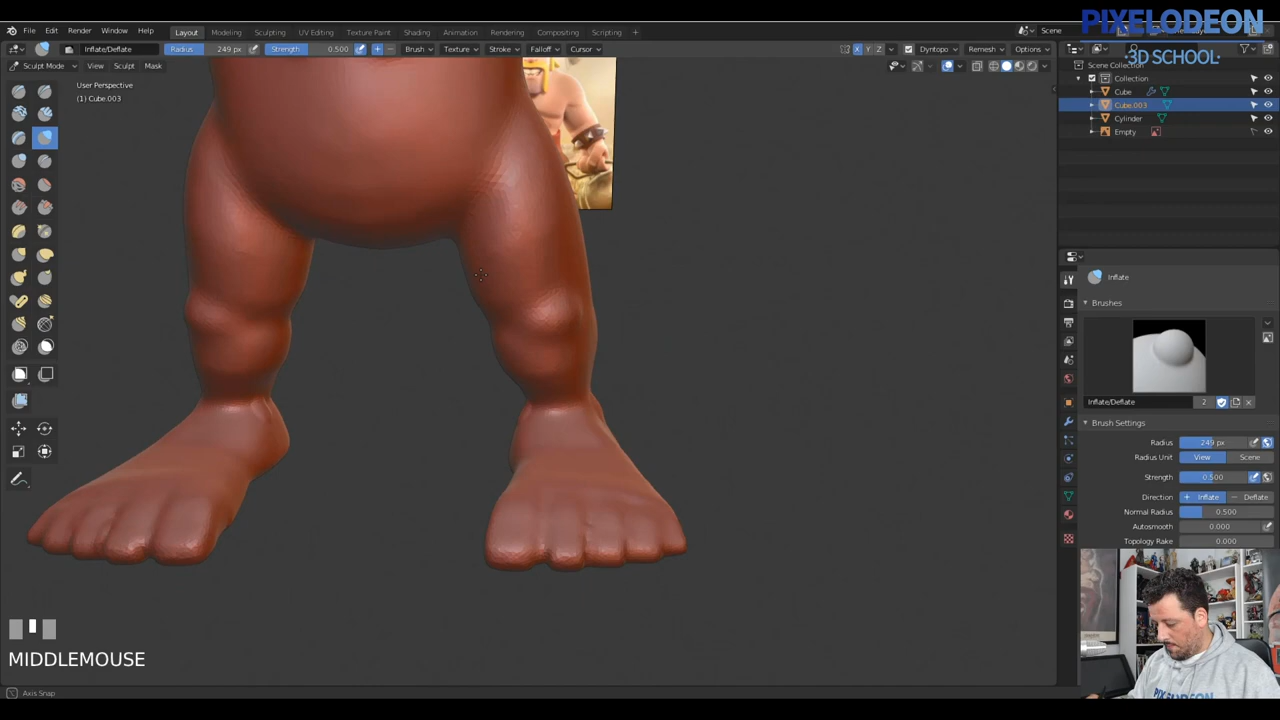 File Edit Render Window Help Layout Modeling Sculpting UV Editing Texture Paint Shading Animation Rendering Compositing Scripting + Scene
PIXELODEON
3D SCHOOL
Inflate/Deflate Radius 249 px Strength 0.500 + Brush Texture Stroke Falloff Cursor X Y Z Dyntopo Remesh Options
Sculpt Mode View Sculpt Mask
User Perspective
(1) Cube.003
Scene Collection
Collection
Cube
Cube.003
Cylinder
Empty
Inflate
Brushes
Inflate/Deflate 2
Brush Settings
Radius 249 px
Radius Unit View Scene
Strength 0.500
Direction + Inflate − Deflate
Normal Radius 0.500
Autosmooth 0.000
Topology Rake 0.000
MIDDLEMOUSE
Axis Snap